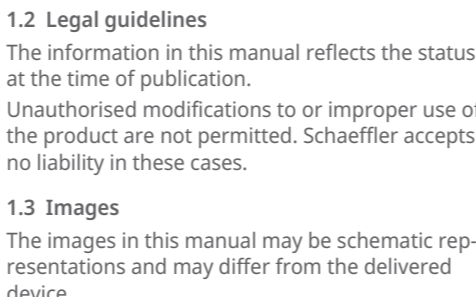 1.2 Legal guidelines
The information in this manual reflects the status
at the time of publication.
Unauthorised modifications to or improper use of
the product are not permitted. Schaeffler accepts
no liability in these cases.
1.3 Images
The images in this manual may be schematic rep-
resentations and may differ from the delivered
device